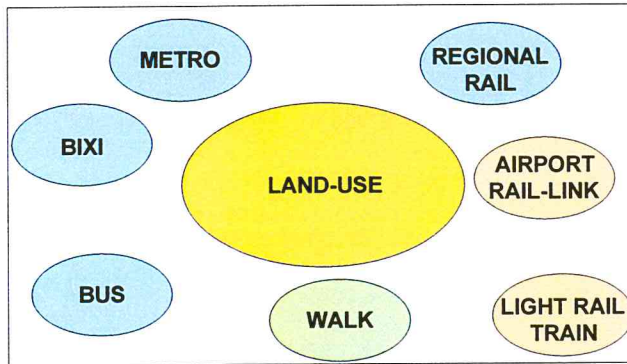 METRO
REGIONAL
RAIL
BIXI
LAND-USE
AIRPORT
RAIL-LINK
BUS
WALK
LIGHT RAIL
TRAIN